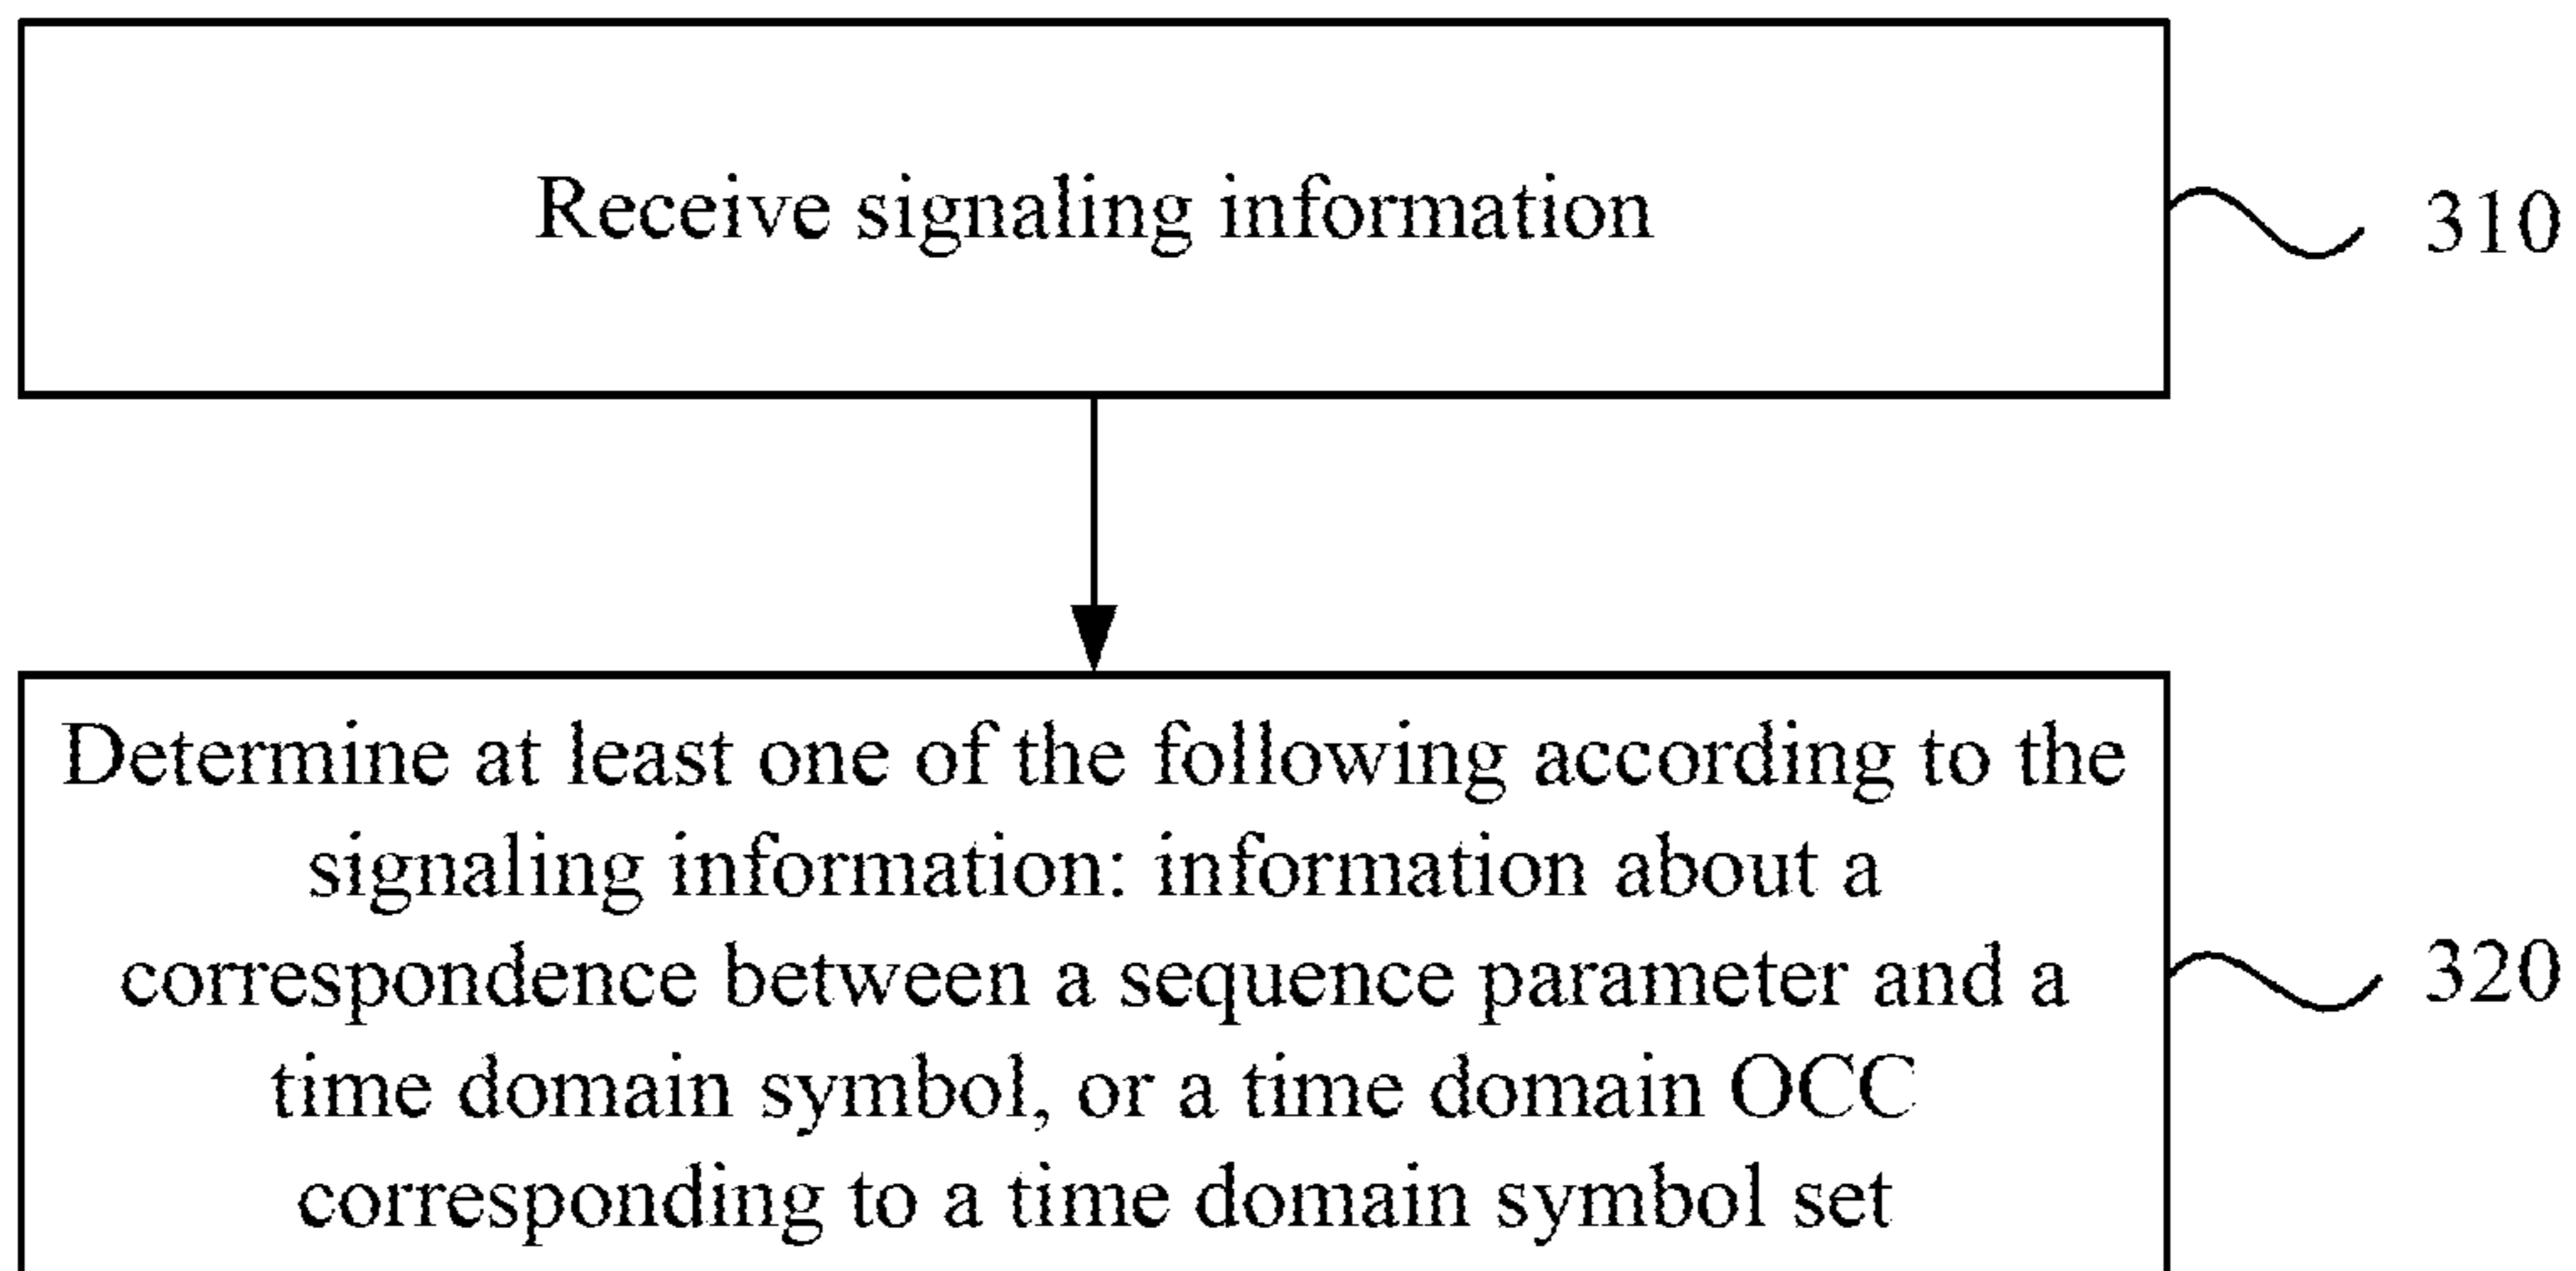 Receive signaling information
310
Determine at least one of the following according to the
signaling information: information about a
correspondence between a sequence parameter and a
time domain symbol, or a time domain OCC
corresponding to a time domain symbol set
320